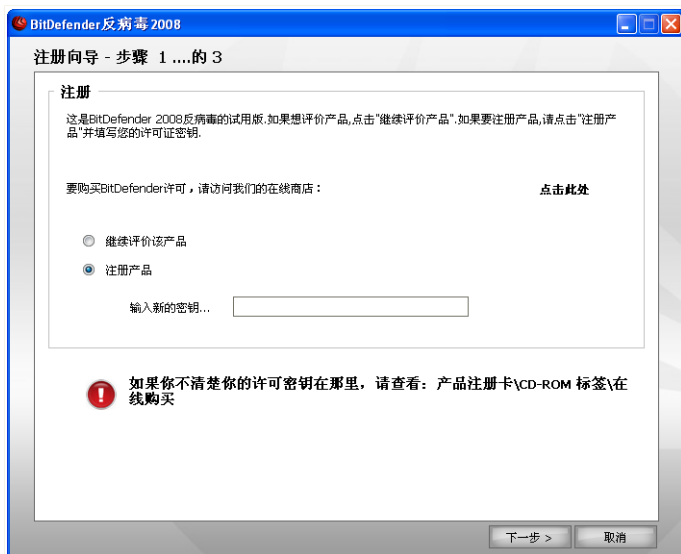 BitDefender反病毒2008
注册向导 - 步骤 1 ....的 3
注册
这是BitDefender 2008反病毒的试用版.如果想评价产品,点击"继续评价产品".如果要注册产品,请点击"注册产
品"并填写您的许可证密钥.
要购买BitDefender许可，请访问我们的在线商店： 点击此处
继续评价该产品
注册产品
输入新的密钥...
如果你不清楚你的许可密钥在那里，请查看：产品注册卡\CD-ROM 标签\在
线购买
下一步 > 取消